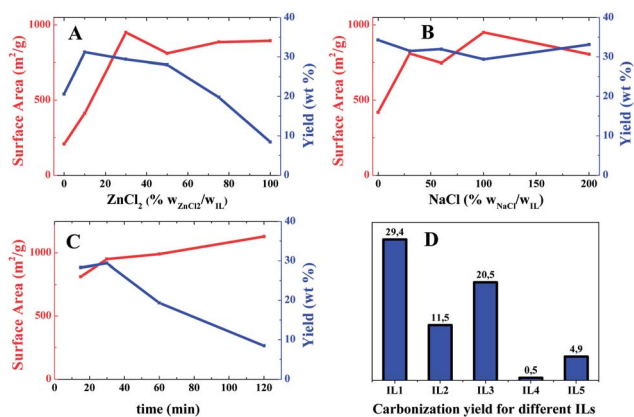 A
Surface Area (m²/g)
1000
500
0
Yield (wt %)
40
30
20
10
0
0 20 40 60 80 100
ZnCl₂ (% w_ZnCl2/w_IL)
B
Surface Area (m²/g)
1000
500
0
Yield (wt %)
40
30
20
10
0
0 50 100 150 200
NaCl (% w_NaCl/w_IL)
C
Surface Area (m²/g)
1000
500
0
Yield (wt %)
40
30
20
10
0
20 40 60 80 100 120
time (min)
D
29,4
11,5
20,5
0,5
4,9
IL1 IL2 IL3 IL4 IL5
Carbonization yield for different ILs